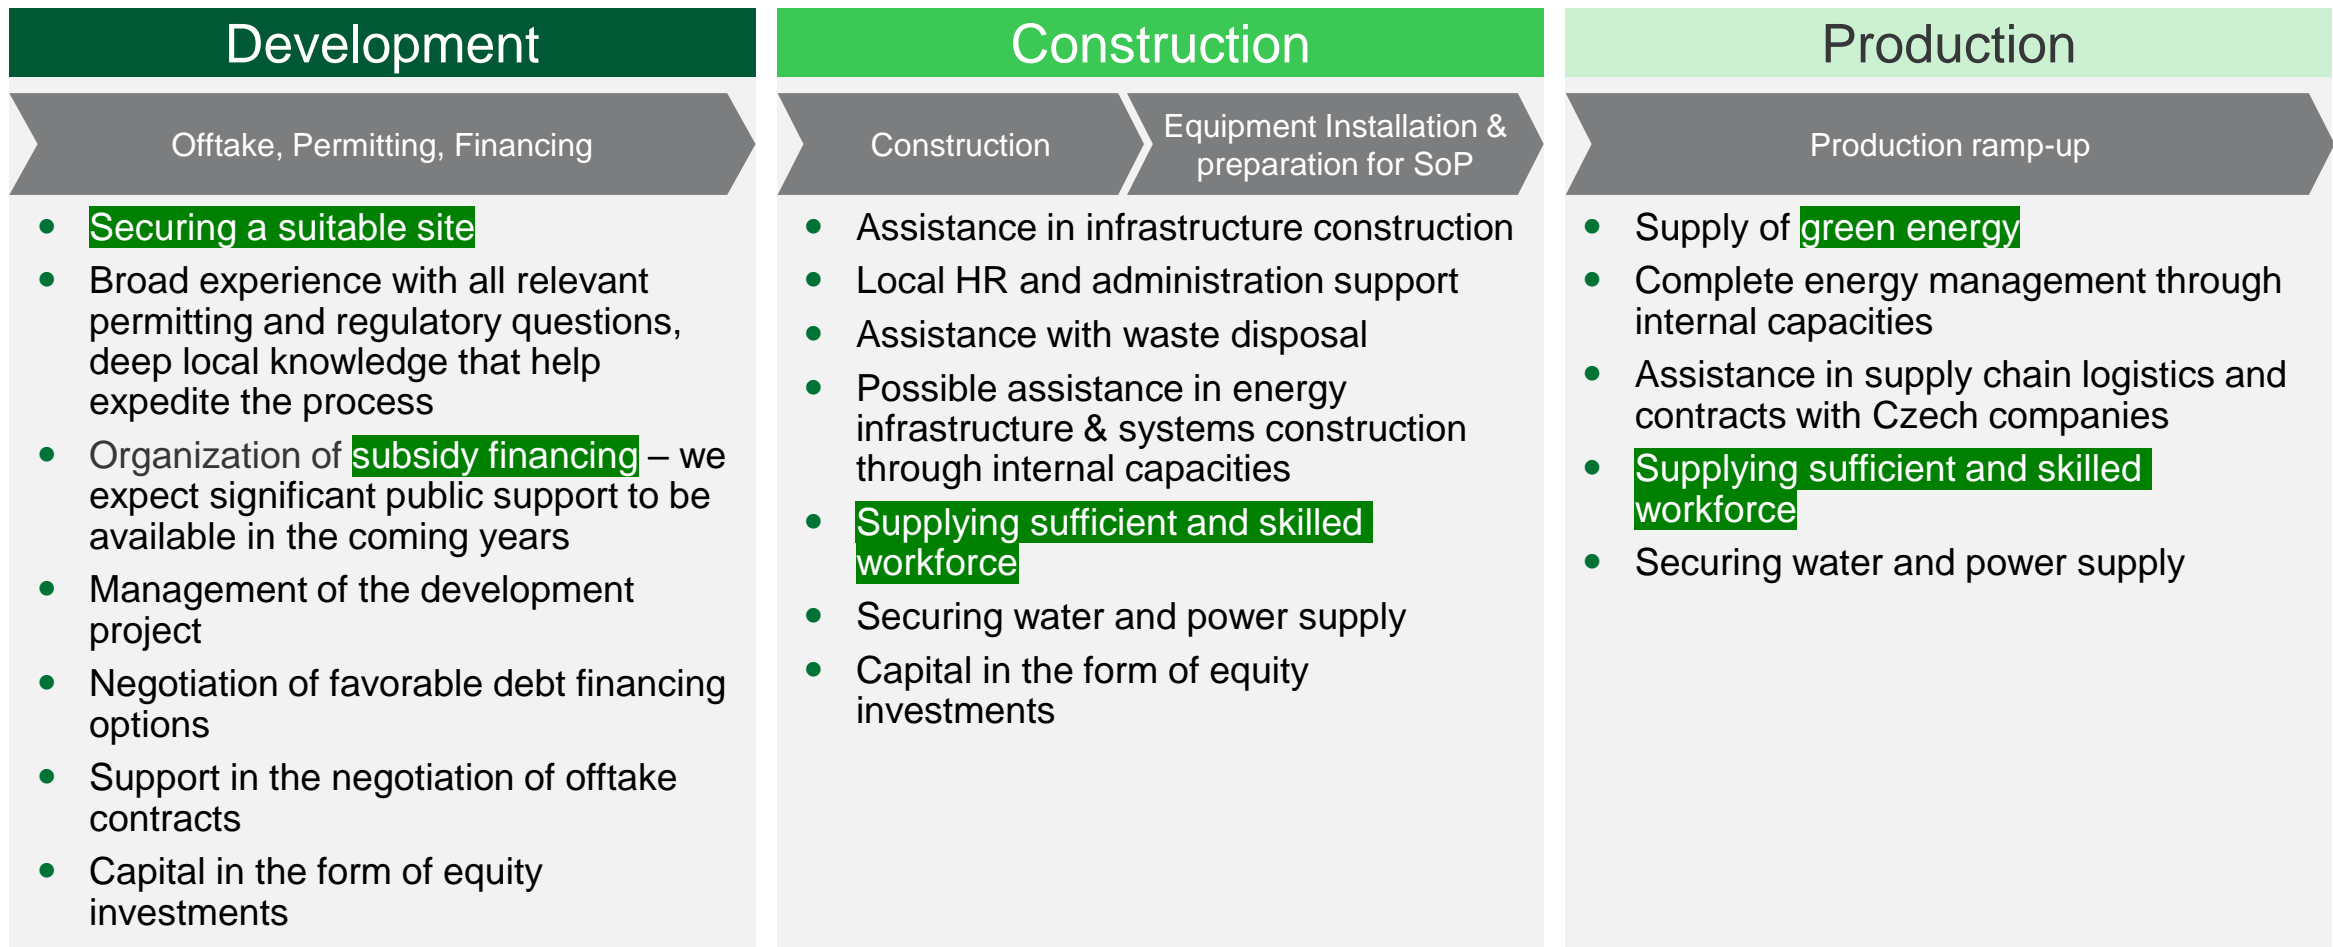 Development
Offtake, Permitting, Financing
• Securing a suitable site
• Broad experience with all relevant
permitting and regulatory questions,
deep local knowledge that help
expedite the process
• Organization of subsidy financing – we
expect significant public support to be
available in the coming years
• Management of the development
project
• Negotiation of favorable debt financing
options
• Support in the negotiation of offtake
contracts
• Capital in the form of equity
investments
Construction
Construction
Equipment Installation &
preparation for SoP
• Assistance in infrastructure construction
• Local HR and administration support
• Assistance with waste disposal
• Possible assistance in energy
infrastructure & systems construction
through internal capacities
• Supplying sufficient and skilled
workforce
• Securing water and power supply
• Capital in the form of equity
investments
Production
Production ramp-up
• Supply of green energy
• Complete energy management through
internal capacities
• Assistance in supply chain logistics and
contracts with Czech companies
• Supplying sufficient and skilled
workforce
• Securing water and power supply